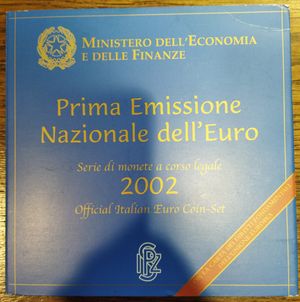 MINISTERO DELL'ECONOMIA
E DELLE FINANZE
Prima Emissione
Nazionale dell'Euro
Serie di monete a corso legale
2002
Official Italian Euro Coin-Set